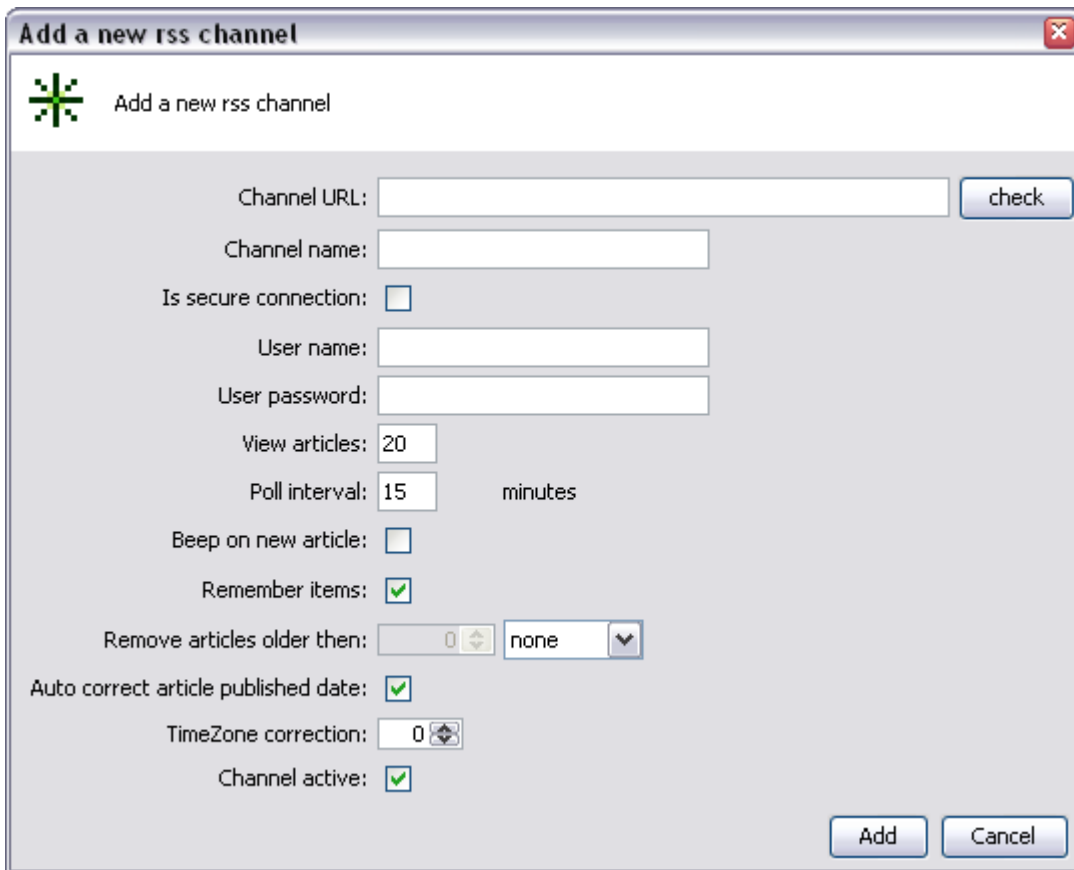 Add a new rss channel
Add a new rss channel
Channel URL: check
Channel name:
Is secure connection:
User name:
User password:
View articles: 20
Poll interval: 15 minutes
Beep on new article:
Remember items:
Remove articles older then: 0 none
Auto correct article published date:
TimeZone correction: 0
Channel active:
Add Cancel